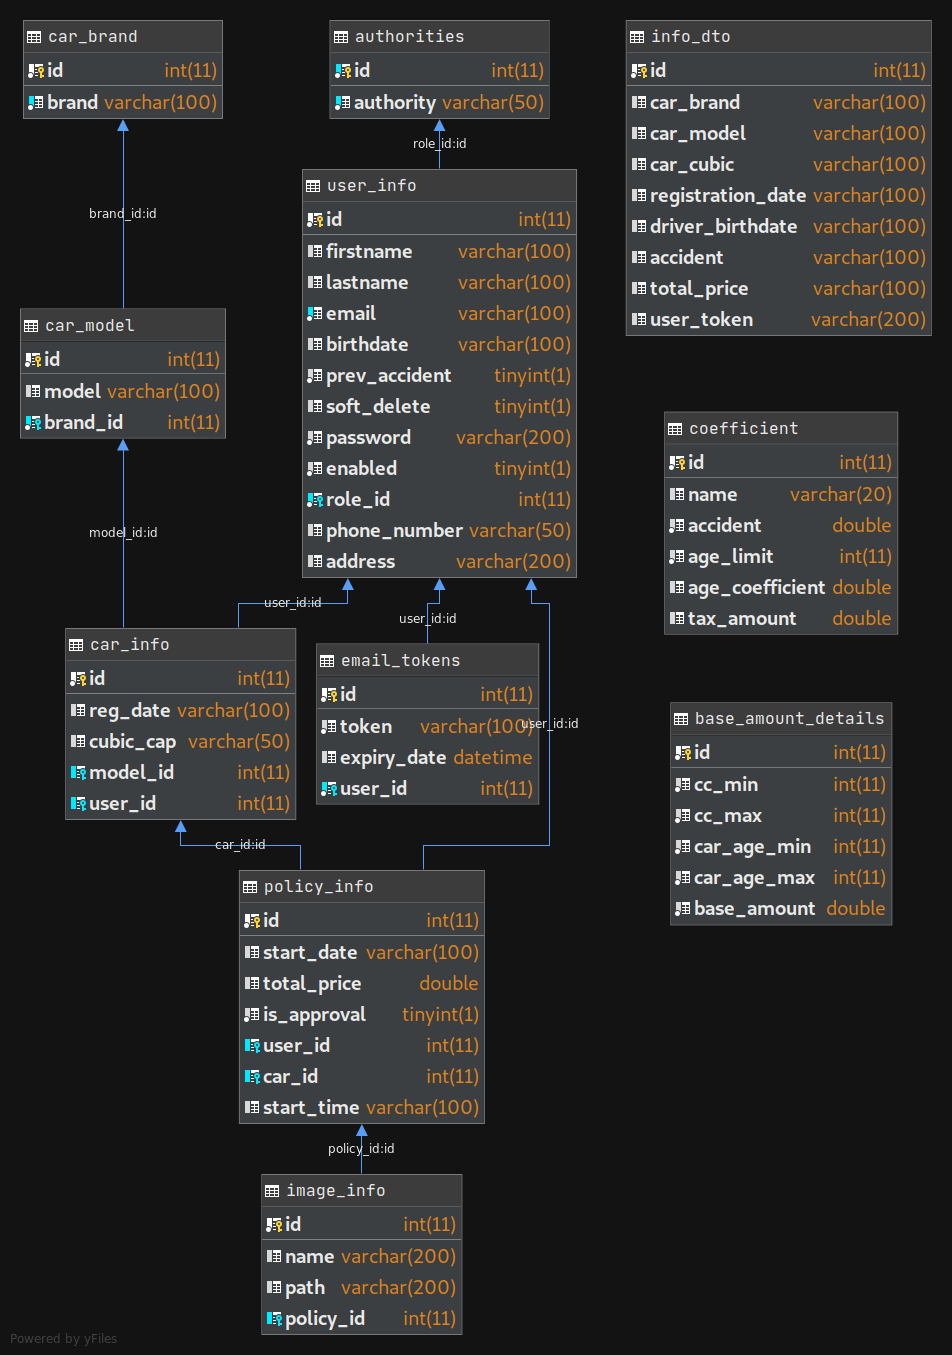 car_brand
id int(11)
brand varchar(100)
authorities
id int(11)
authority varchar(50)
info_dto
id int(11)
car_brand varchar(100)
car_model varchar(100)
car_cubic varchar(100)
registration_date varchar(100)
driver_birthdate varchar(100)
accident varchar(100)
total_price varchar(100)
user_token varchar(200)
role_id:id
brand_id:id
user_info
id int(11)
firstname varchar(100)
lastname varchar(100)
email varchar(100)
birthdate varchar(100)
prev_accident tinyint(1)
soft_delete tinyint(1)
password varchar(200)
enabled tinyint(1)
role_id int(11)
phone_number varchar(50)
address varchar(200)
car_model
id int(11)
model varchar(100)
brand_id int(11)
model_id:id
coefficient
id int(11)
name varchar(20)
accident double
age_limit int(11)
age_coefficient double
tax_amount double
user_id:id
user_id:id
user_id:id
car_info
id int(11)
reg_date varchar(100)
cubic_cap varchar(50)
model_id int(11)
user_id int(11)
email_tokens
id int(11)
token varchar(100)
expiry_date datetime
user_id int(11)
base_amount_details
id int(11)
cc_min int(11)
cc_max int(11)
car_age_min int(11)
car_age_max int(11)
base_amount double
car_id:id
policy_info
id int(11)
start_date varchar(100)
total_price double
is_approval tinyint(1)
user_id int(11)
car_id int(11)
start_time varchar(100)
policy_id:id
image_info
id int(11)
name varchar(200)
path varchar(200)
policy_id int(11)
Powered by yFiles